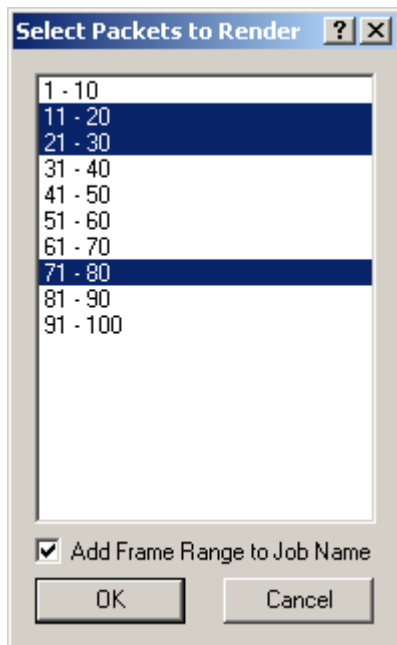 Select Packets to Render
1 - 10
11 - 20
21 - 30
31 - 40
41 - 50
51 - 60
61 - 70
71 - 80
81 - 90
91 - 100
Add Frame Range to Job Name
OK Cancel